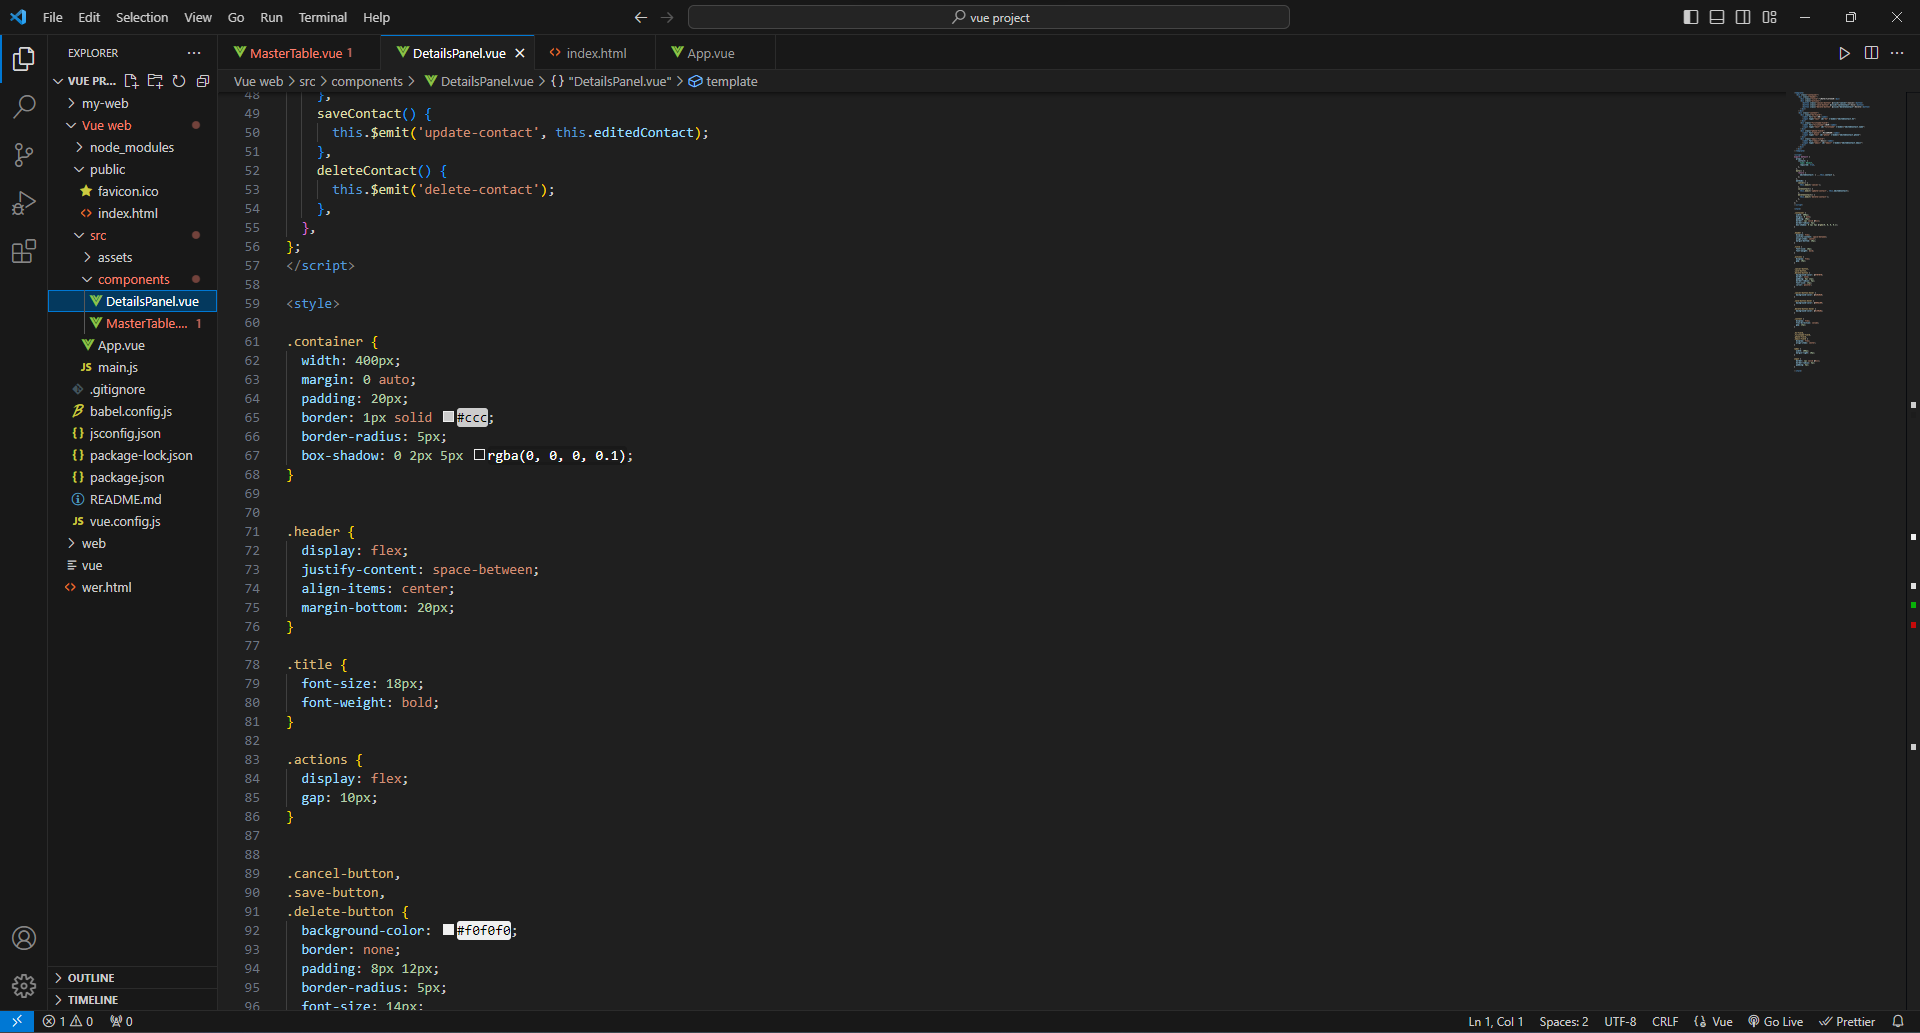 File Edit Selection View Go Run Terminal Help
vue project
EXPLORER
MasterTable.vue 1
DetailsPanel.vue
index.html
App.vue
VUE PR...
Vue web > src > components > DetailsPanel.vue > {} "DetailsPanel.vue" > template
my-web
Vue web
node_modules
public
favicon.ico
index.html
src
assets
components
DetailsPanel.vue
MasterTable.... 1
App.vue
JS main.js
.gitignore
babel.config.js
{} jsconfig.json
{} package-lock.json
{} package.json
README.md
JS vue.config.js
web
vue
wer.html
OUTLINE
TIMELINE
48 },
49 saveContact() {
50 this.$emit('update-contact', this.editedContact);
51 },
52 deleteContact() {
53 this.$emit('delete-contact');
54 },
55 },
56 };
57 </script>
58
59 <style>
60
61 .container {
62 width: 400px;
63 margin: 0 auto;
64 padding: 20px;
65 border: 1px solid #ccc;
66 border-radius: 5px;
67 box-shadow: 0 2px 5px rgba(0, 0, 0, 0.1);
68 }
69
70
71 .header {
72 display: flex;
73 justify-content: space-between;
74 align-items: center;
75 margin-bottom: 20px;
76 }
77
78 .title {
79 font-size: 18px;
80 font-weight: bold;
81 }
82
83 .actions {
84 display: flex;
85 gap: 10px;
86 }
87
88
89 .cancel-button,
90 .save-button,
91 .delete-button {
92 background-color: #f0f0f0;
93 border: none;
94 padding: 8px 12px;
95 border-radius: 5px;
96 font-size: 14px;
1 0 0
Ln 1, Col 1 Spaces: 2 UTF-8 CRLF {} Vue Go Live Prettier